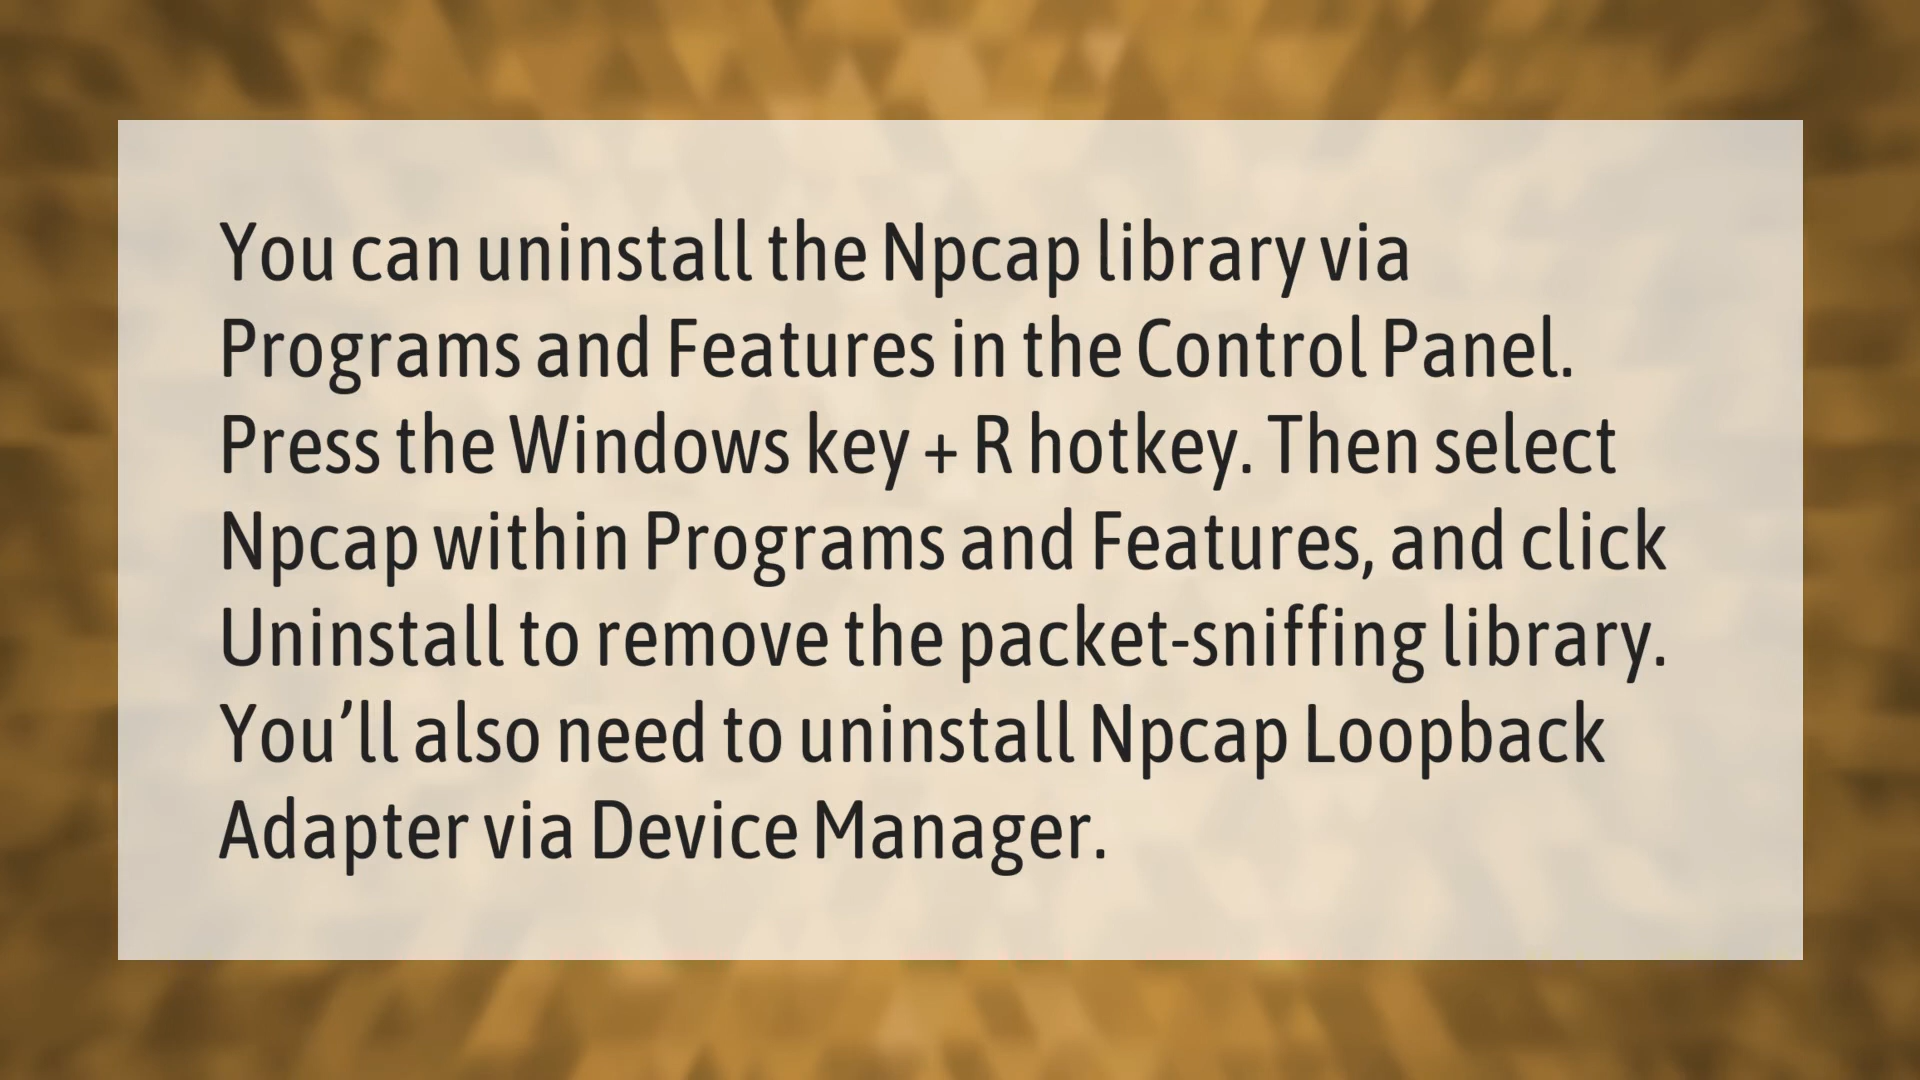 You can uninstall the Npcap library via
Programs and Features in the Control Panel.
Press the Windows key + R hotkey. Then select
Npcap within Programs and Features, and click
Uninstall to remove the packet-sniffing library.
You’ll also need to uninstall Npcap Loopback
Adapter via Device Manager.